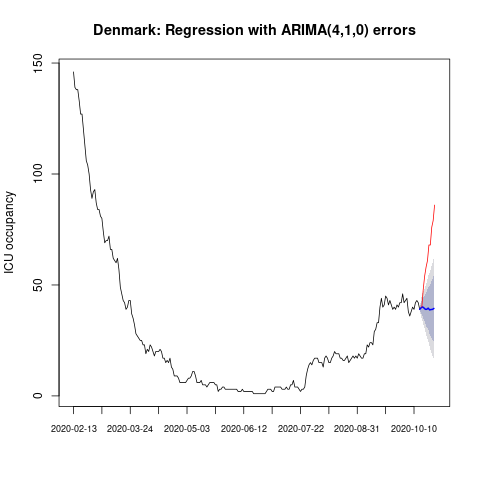 Denmark: Regression with ARIMA(4,1,0) errors
ICU occupancy
150
100
50
0
2020-02-13 2020-03-24 2020-05-03 2020-06-12 2020-07-22 2020-08-31 2020-10-10